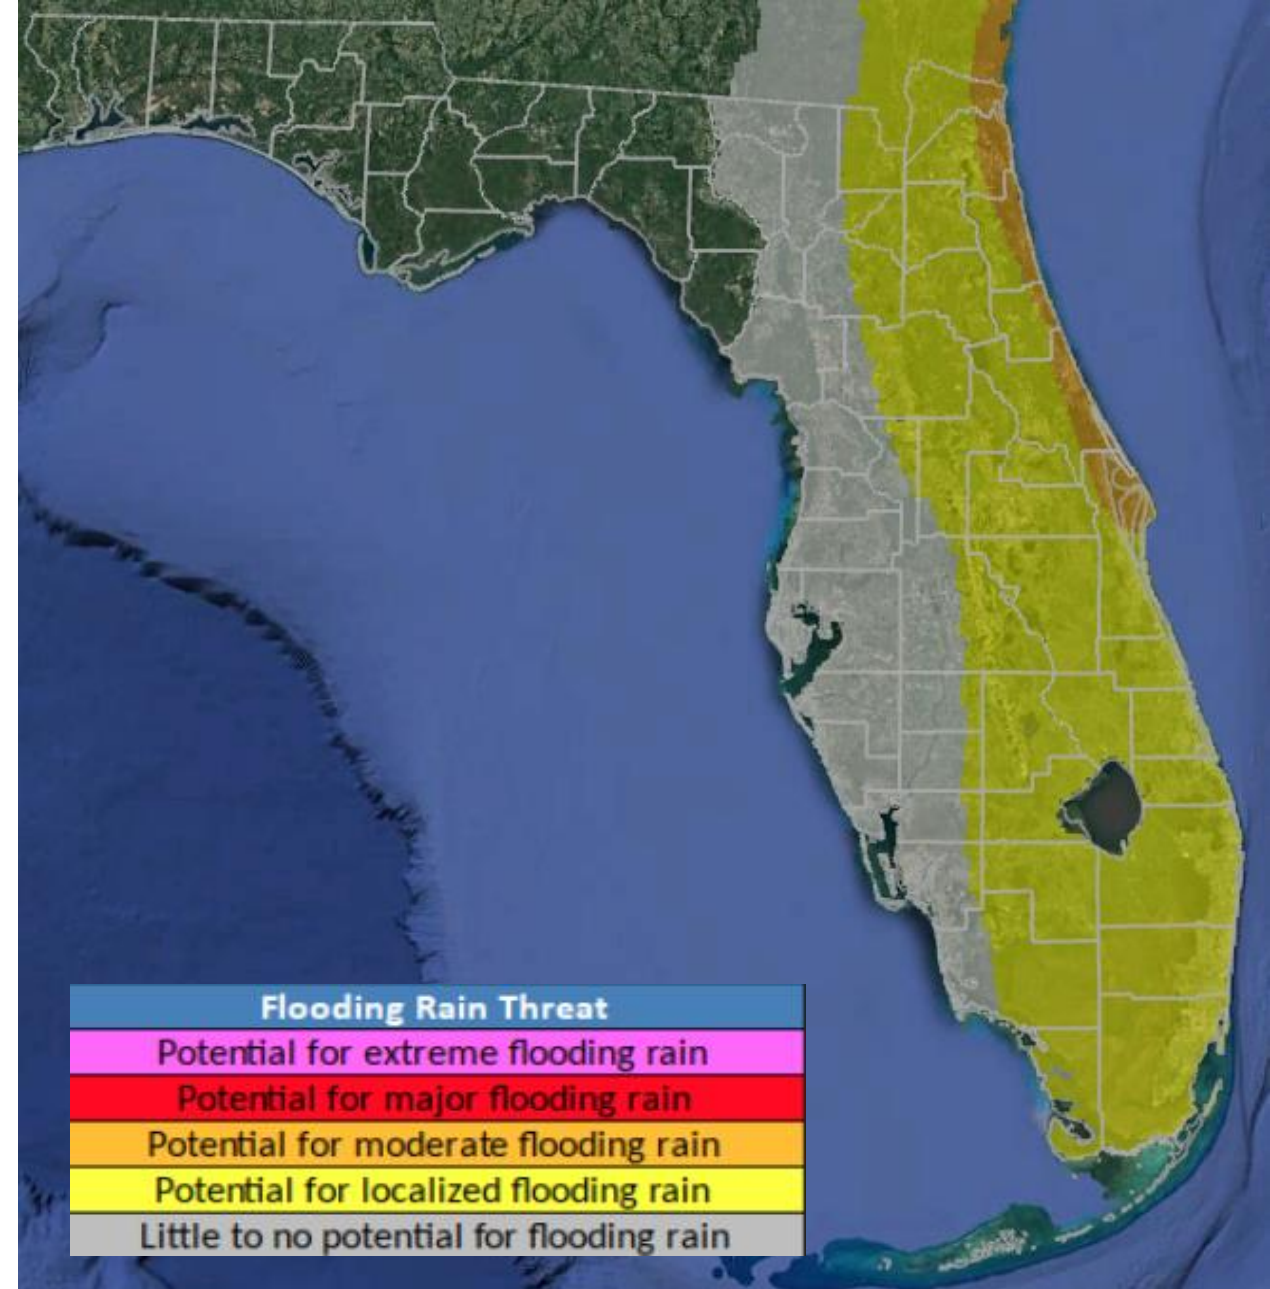 Flooding Rain Threat
Potential for extreme flooding rain
Potential for major flooding rain
Potential for moderate flooding rain
Potential for localized flooding rain
Little to no potential for flooding rain